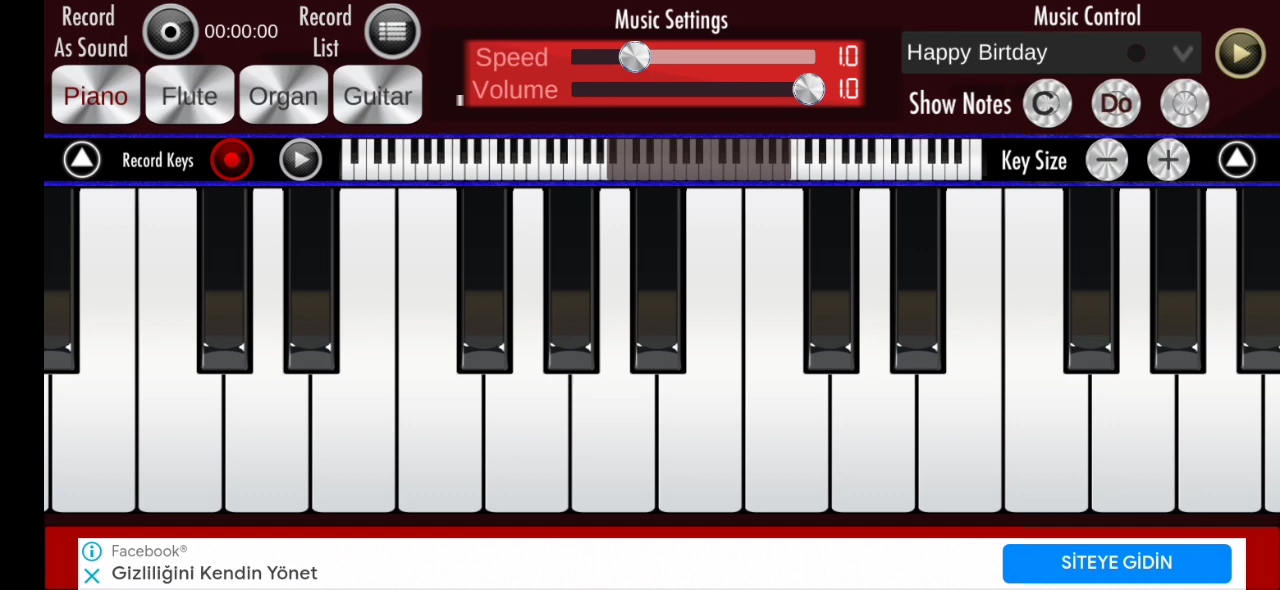 Record
As Sound
00:00:00
Record
List
Piano
Flute
Organ
Guitar
Music Settings
Speed
1.0
Volume
1.0
Music Control
Happy Birtday
Show Notes
C
Do
Record Keys
Key Size
Facebook®
Gizliliğini Kendin Yönet
SİTEYE GİDİN